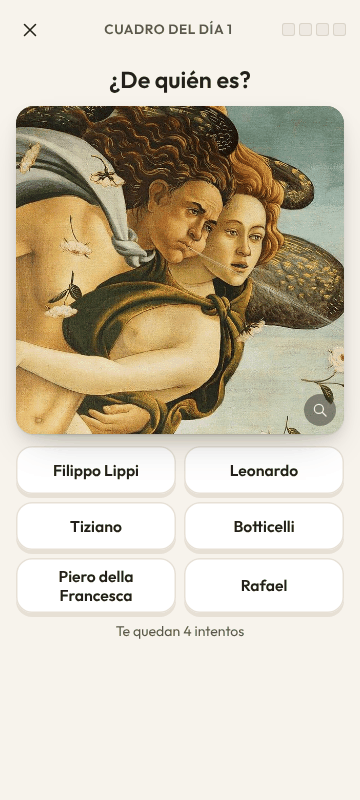 CUADRO DEL DÍA 1
¿De quién es?
Filippo Lippi
Leonardo
Tiziano
Botticelli
Piero della
Francesca
Rafael
Te quedan 4 intentos